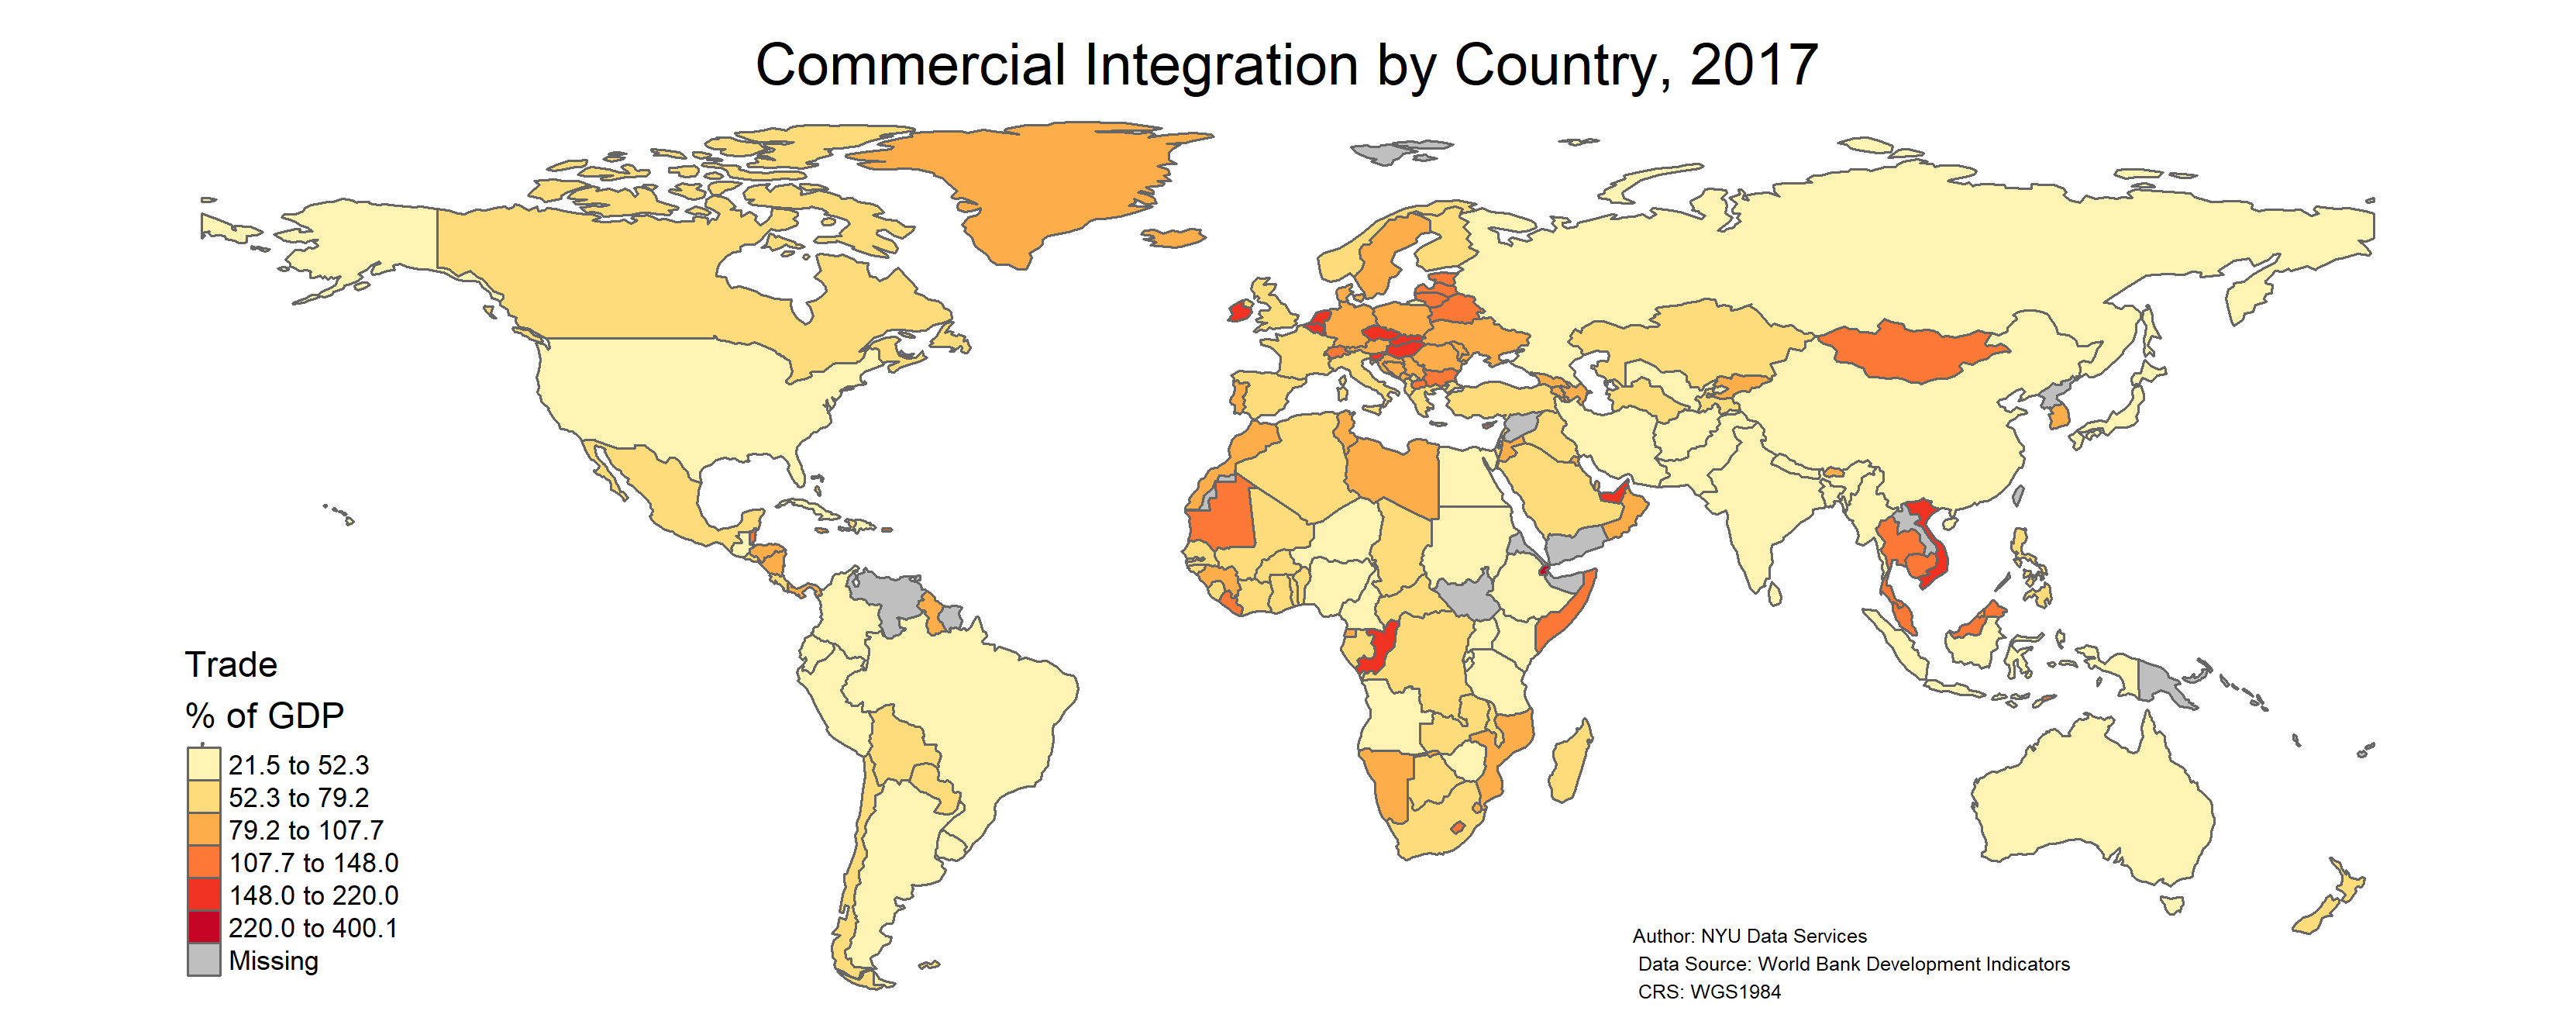 Commercial Integration by Country, 2017
Trade
% of GDP
21.5 to 52.3
52.3 to 79.2
79.2 to 107.7
107.7 to 148.0
148.0 to 220.0
220.0 to 400.1
Missing
Author: NYU Data Services
Data Source: World Bank Development Indicators
CRS: WGS1984